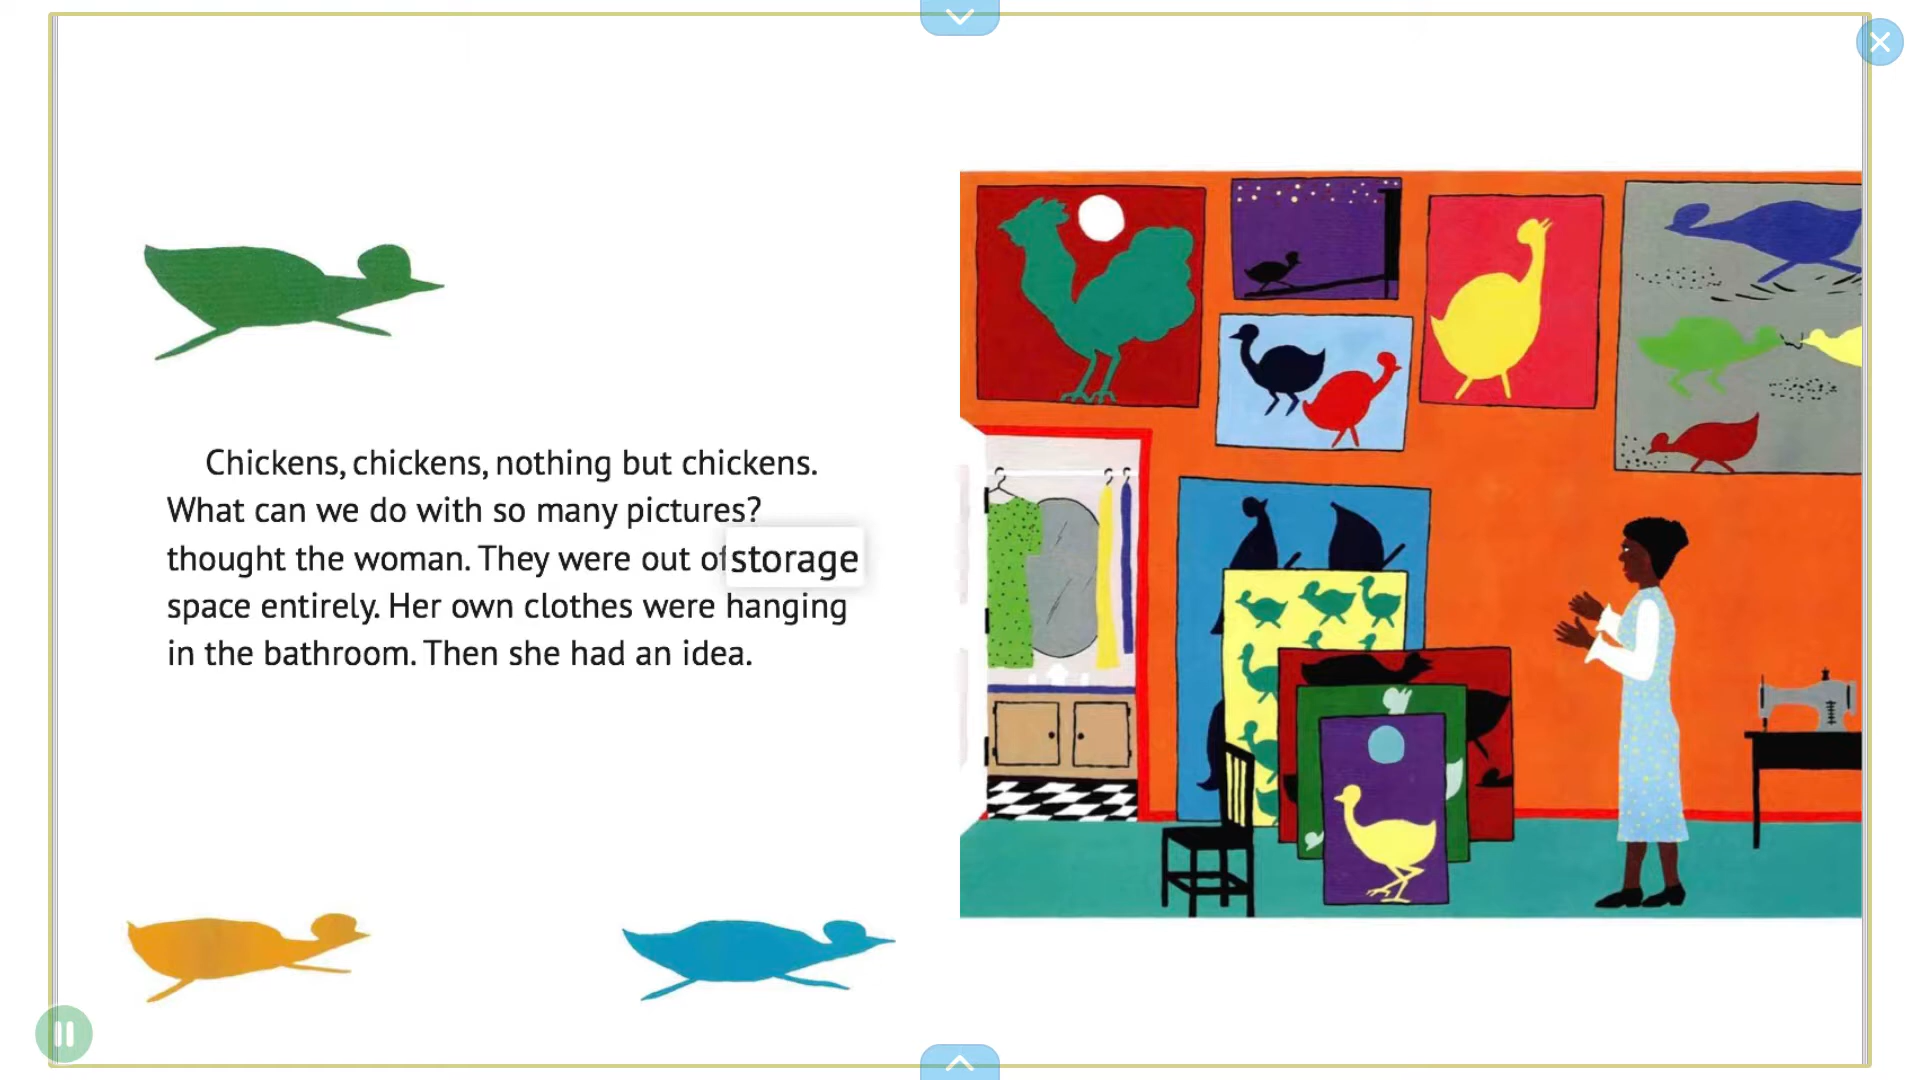 Chickens, chickens, nothing but chickens.
What can we do with so many pictures?
thought the woman. They were out of storage
space entirely. Her own clothes were hanging
in the bathroom. Then she had an idea.